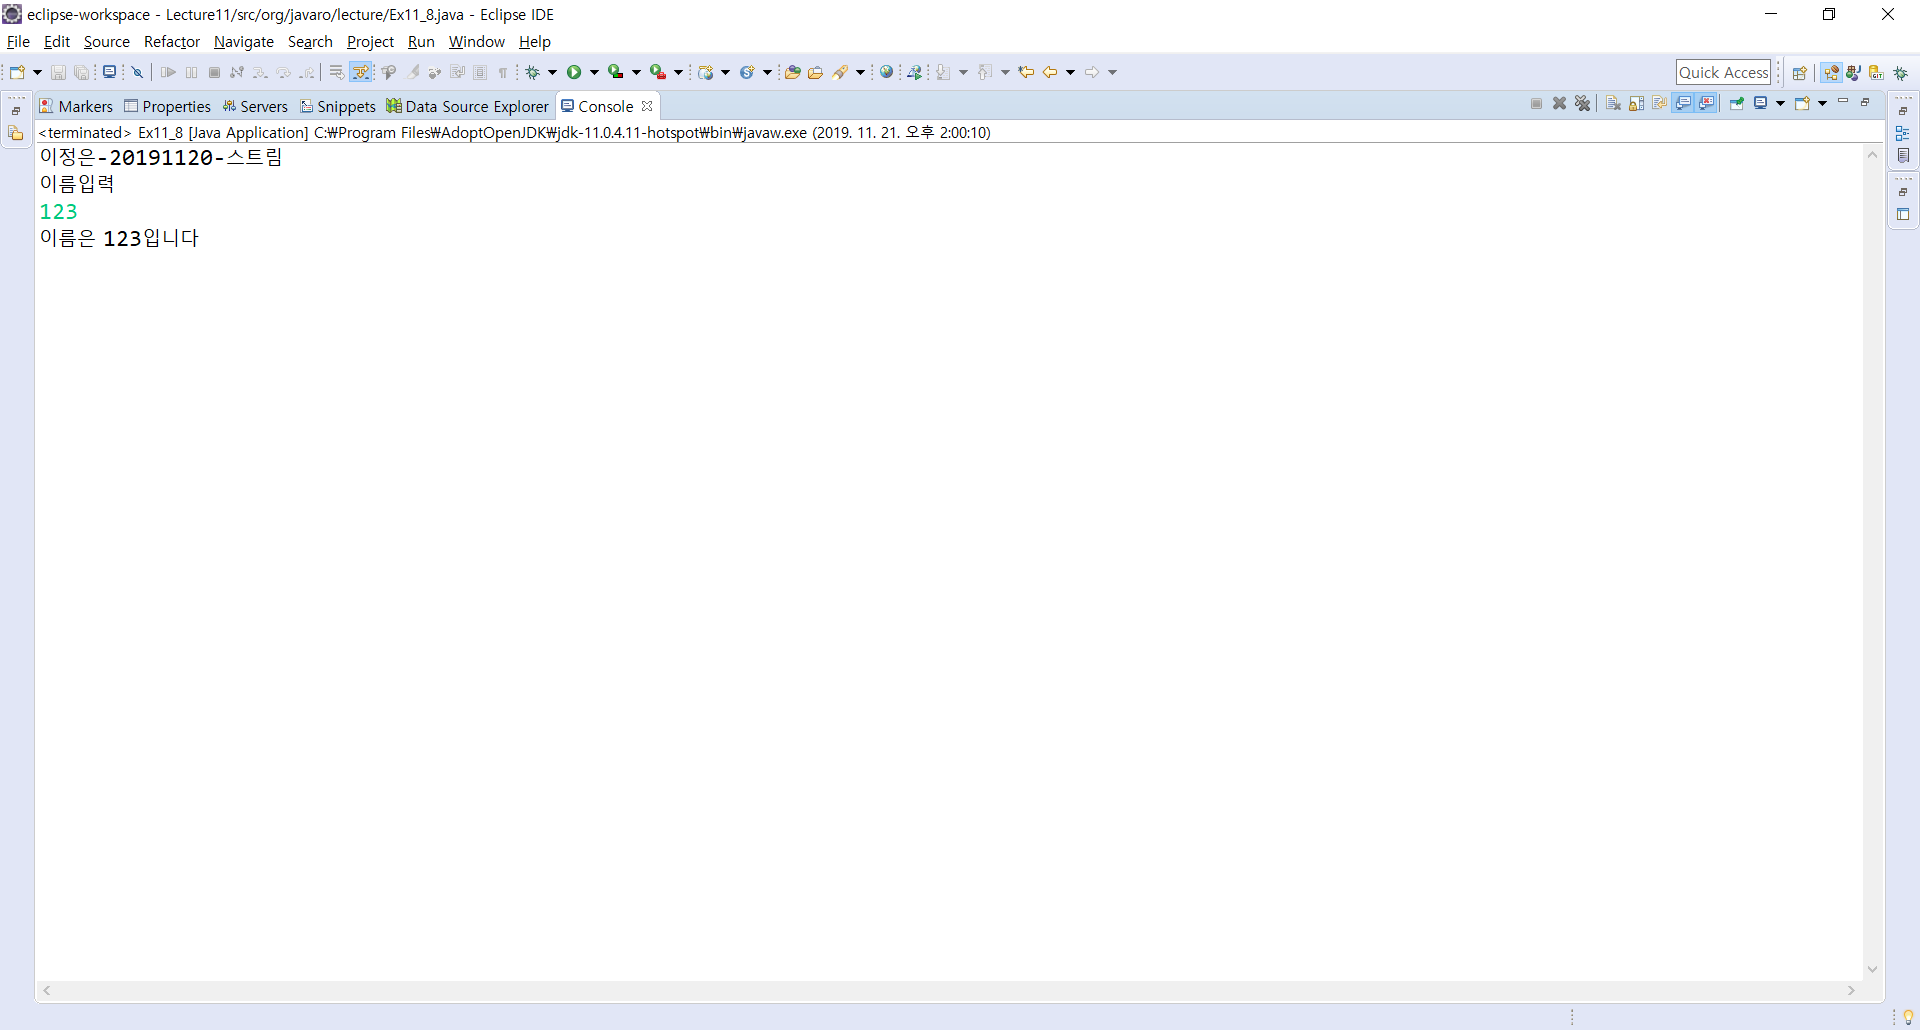 eclipse-workspace - Lecture11/src/org/javaro/lecture/Ex11_8.java - Eclipse IDE
File Edit Source Refactor Navigate Search Project Run Window Help
Quick Access
Markers Properties Servers Snippets Data Source Explorer Console
<terminated> Ex11_8 [Java Application] C:₩Program Files₩AdoptOpenJDK₩jdk-11.0.4.11-hotspot₩bin₩javaw.exe (2019. 11. 21. 오후 2:00:10)
이정은-20191120-스트림
이름입력
123
이름은 123입니다